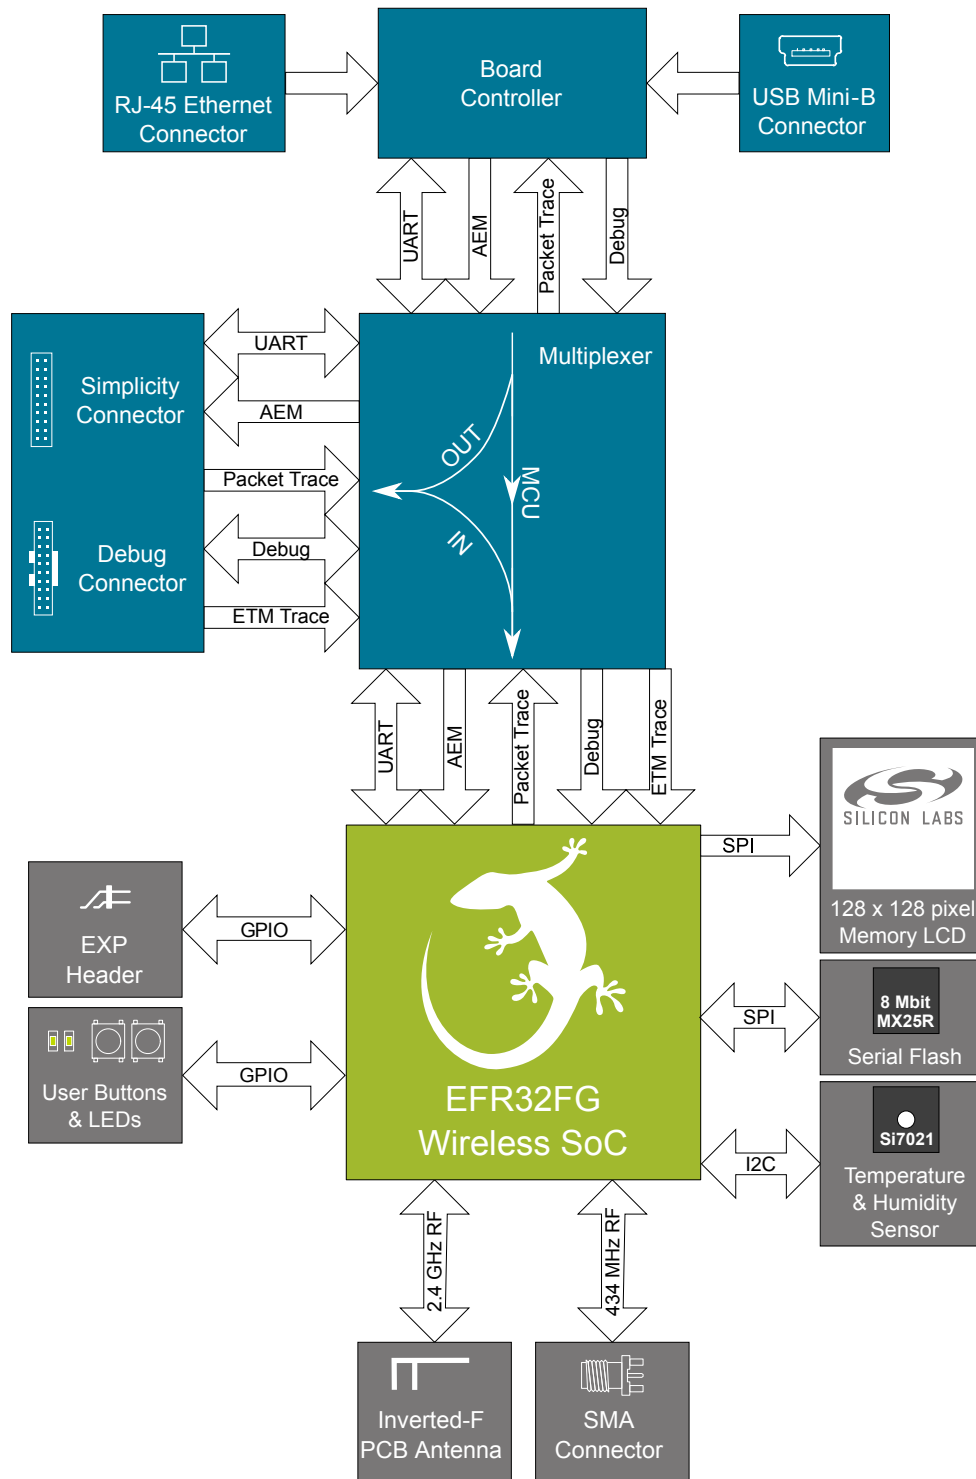 RJ-45 Ethernet
Connector
Board
Controller
USB Mini-B
Connector
UART
AEM
Packet Trace
Debug
Simplicity
Connector
Debug
Connector
UART
AEM
Packet Trace
Debug
ETM Trace
Multiplexer
OUT
MCU
IN
UART
AEM
Packet Trace
Debug
ETM Trace
SPI
SILICON LABS
128 x 128 pixel
Memory LCD
EXP
Header
GPIO
User Buttons
& LEDs
GPIO
EFR32FG
Wireless SoC
SPI
8 Mbit
MX25R
Serial Flash
I2C
Si7021
Temperature
& Humidity
Sensor
2.4 GHz RF
434 MHz RF
Inverted-F
PCB Antenna
SMA
Connector